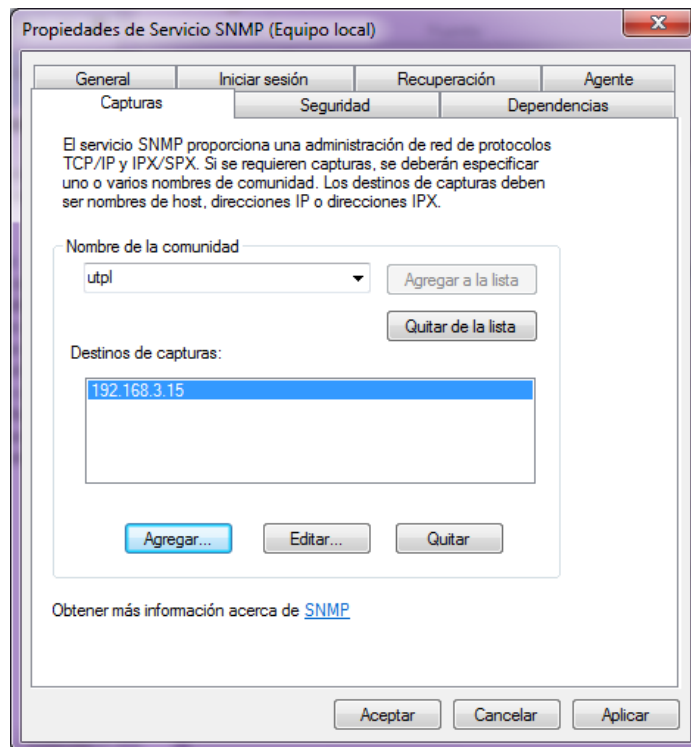 Propiedades de Servicio SNMP (Equipo local)
General Iniciar sesión Recuperación Agente
Capturas Seguridad Dependencias
El servicio SNMP proporciona una administración de red de protocolos
TCP/IP y IPX/SPX. Si se requieren capturas, se deberán especificar
uno o varios nombres de comunidad. Los destinos de capturas deben
ser nombres de host, direcciones IP o direcciones IPX.
Nombre de la comunidad
utpl Agregar a la lista
Quitar de la lista
Destinos de capturas:
192.168.3.15
Agregar... Editar... Quitar
Obtener más información acerca de SNMP
Aceptar Cancelar Aplicar